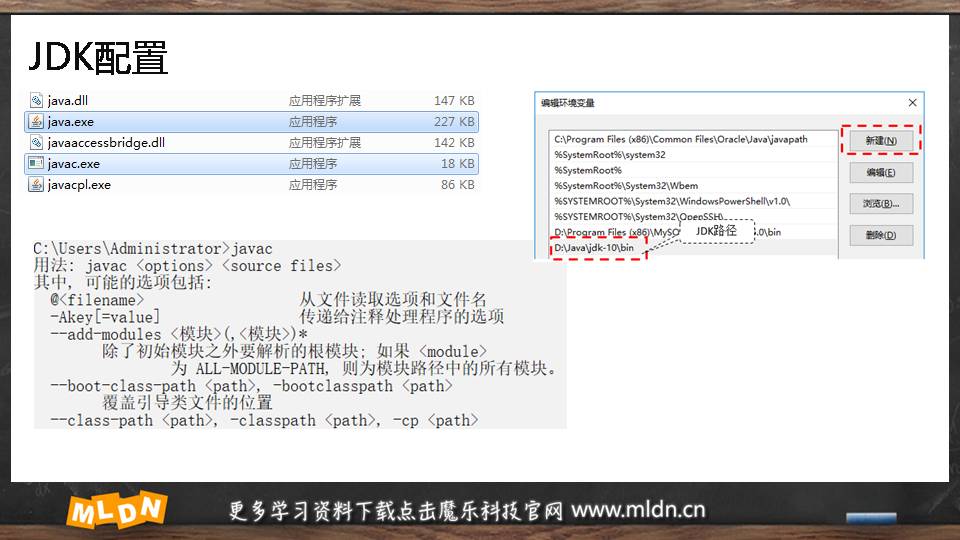 JDK配置
java.dll 应用程序扩展 147 KB
java.exe 应用程序 227 KB
javaaccessbridge.dll 应用程序扩展 142 KB
javac.exe 应用程序 18 KB
javacpl.exe 应用程序 86 KB
编辑环境变量
C:\Program Files (x86)\Common Files\Oracle\Java\javapath
%SystemRoot%\system32
%SystemRoot%
%SystemRoot%\System32\Wbem
%SYSTEMROOT%\System32\WindowsPowerShell\v1.0\
%SYSTEMROOT%\System32\OpenSSH\
D:\Program Files (x86)\MySQ
.0\bin
D:\Java\jdk-10\bin
JDK路径
新建(N)
编辑(E)
浏览(B)...
删除(D)
C:\Users\Administrator>javac
用法: javac <options> <source files>
其中, 可能的选项包括:
@<filename> 从文件读取选项和文件名
-Akey[=value] 传递给注释处理程序的选项
--add-modules <模块>(,<模块>)*
除了初始模块之外要解析的根模块; 如果 <module>
为 ALL-MODULE-PATH, 则为模块路径中的所有模块。
--boot-class-path <path>, -bootclasspath <path>
覆盖引导类文件的位置
--class-path <path>, -classpath <path>, -cp <path>
MLDN
更多学习资料下载点击魔乐科技官网 www.mldn.cn